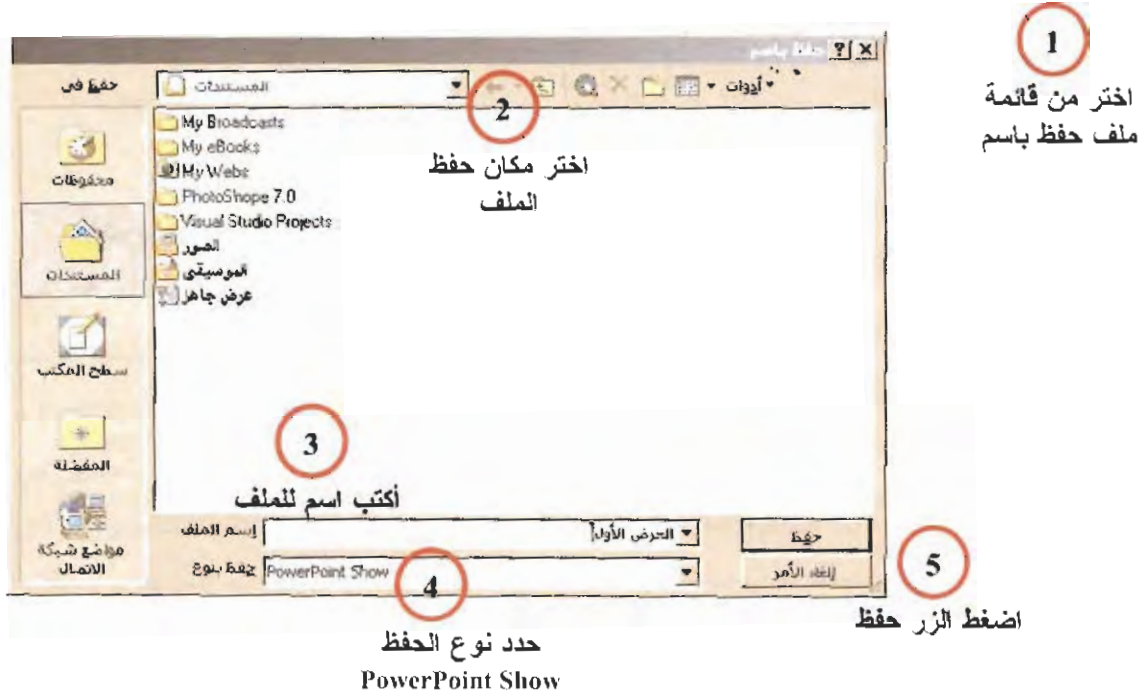 1
اختر من قائمة
ملف حفظ باسم
حفظ باسم
حفظ في
المستندات
أدوات
2
اختر مكان حفظ
الملف
My Broadcasts
My eBooks
My Webs
PhotoShope 7.0
Visual Studio Projects
الصور
الموسيقى
عرض جاهز
محفوظات
المستندات
سطح المكتب
المفضلة
مواضع شبكة
الاتصال
3
أكتب اسم للملف
إسم الملف
العرض الأول
حفظ
حفظ بنوع
PowerPoint Show
إلغاء الأمر
4
حدد نوع الحفظ
PowerPoint Show
5
اضغط الزر حفظ